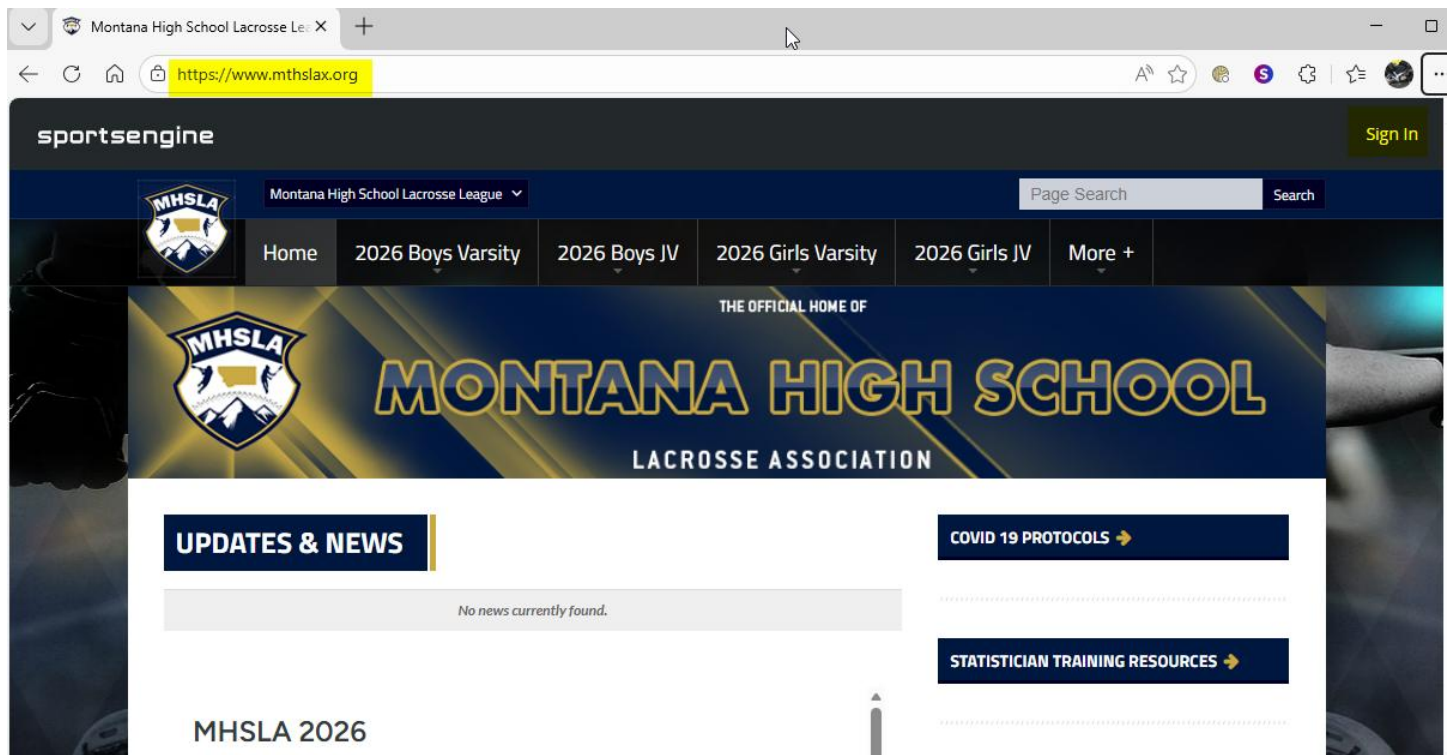 Montana High School Lacrosse Le
https://www.mthslax.org
sportsengine
Sign In
MHSLA
Montana High School Lacrosse League
Page Search
Search
Home
2026 Boys Varsity
2026 Boys JV
2026 Girls Varsity
2026 Girls JV
More +
THE OFFICIAL HOME OF
MHSLA
MONTANA HIGH SCHOOL
LACROSSE ASSOCIATION
UPDATES & NEWS
COVID 19 PROTOCOLS
No news currently found.
STATISTICIAN TRAINING RESOURCES
MHSLA 2026